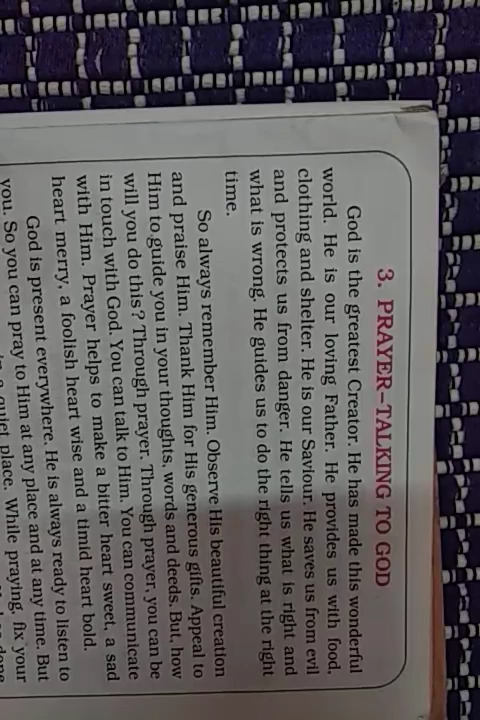 3. PRAYER–TALKING TO GOD
God is the greatest Creator. He has made this wonderful
world. He is our loving Father. He provides us with food,
clothing and shelter. He is our Saviour. He saves us from evil
and protects us from danger. He tells us what is right and
what is wrong. He guides us to do the right thing at the right
time.
So always remember Him. Observe His beautiful creation
and praise Him. Thank Him for His generous gifts. Appeal to
Him to guide you in your thoughts, words and deeds. But, how
will you do this? Through prayer. Through prayer, you can be
in touch with God. You can talk to Him. You can communicate
with Him. Prayer helps to make a bitter heart sweet, a sad
heart merry, a foolish heart wise and a timid heart bold.
God is present everywhere. He is always ready to listen to
you. So you can pray to Him at any place and at any time. But
quiet place. While praying, fix your